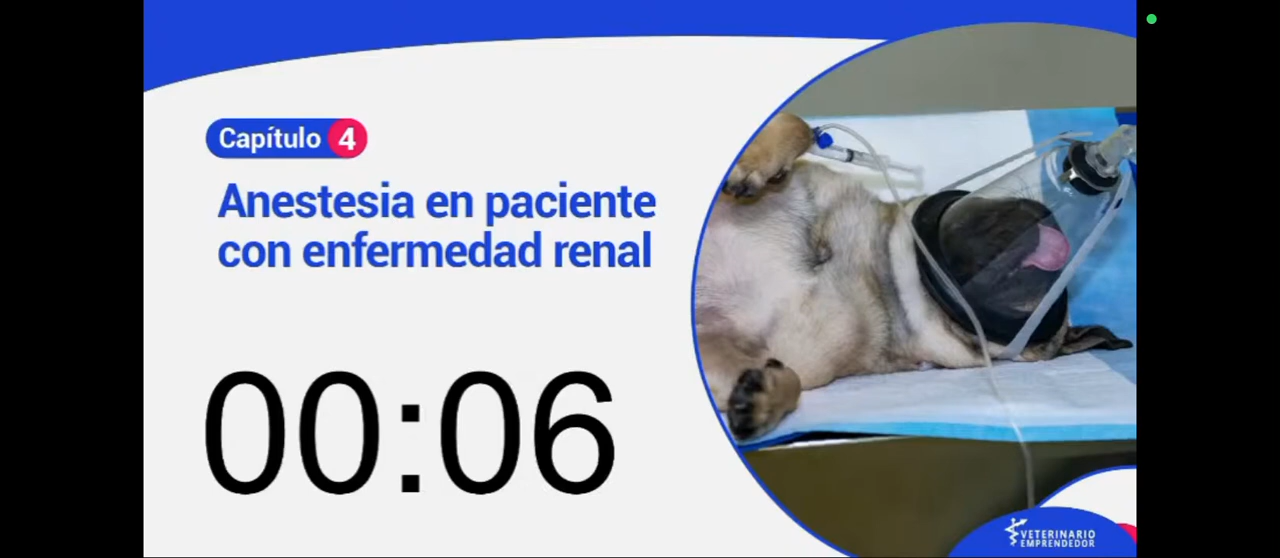 Capítulo 4
Anestesia en paciente
con enfermedad renal
00:06
VETERINARIO
EMPRENDEDOR